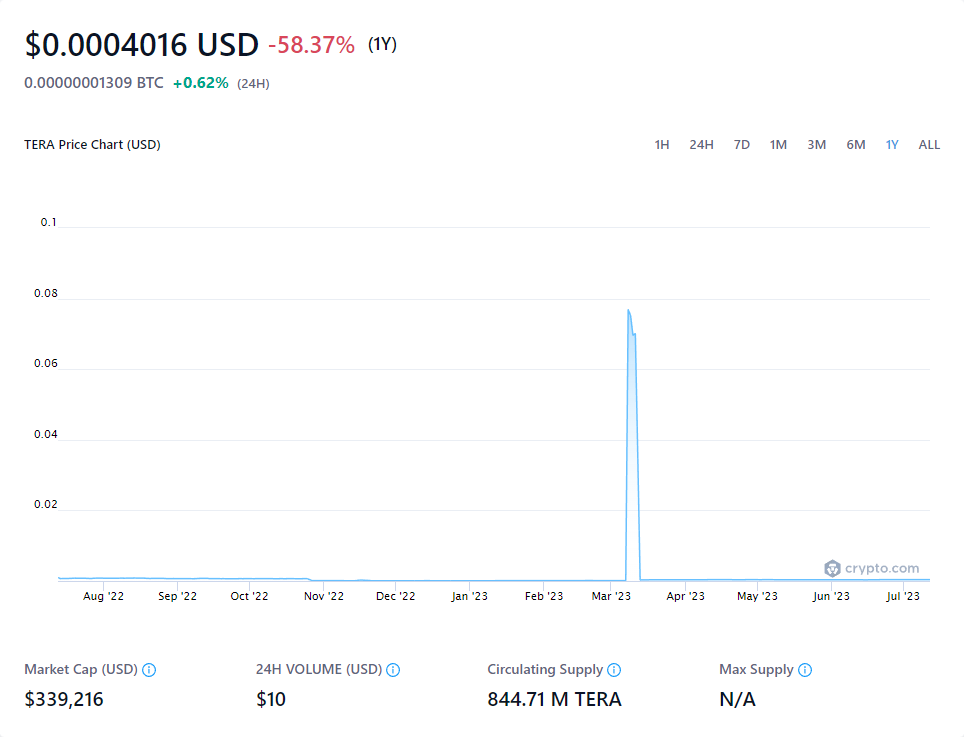 $0.0004016 USD -58.37% (1Y)
0.00000001309 BTC +0.62% (24H)
TERA Price Chart (USD) 1H 24H 7D 1M 3M 6M 1Y ALL
0.1
0.08
0.06
0.04
0.02
crypto.com
Aug '22 Sep '22 Oct '22 Nov '22 Dec '22 Jan '23 Feb '23 Mar '23 Apr '23 May '23 Jun '23 Jul '23
Market Cap (USD) 24H VOLUME (USD) Circulating Supply Max Supply
$339,216 $10 844.71 M TERA N/A